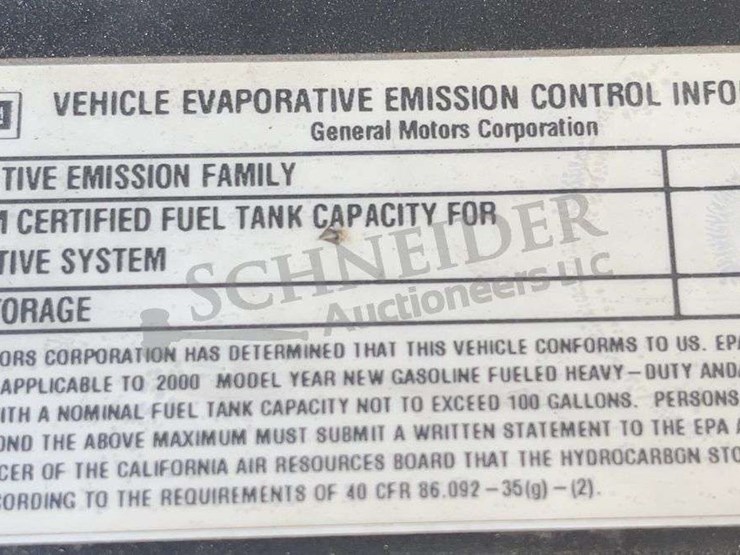 VEHICLE EVAPORATIVE EMISSION CONTROL INFO
General Motors Corporation
TIVE EMISSION FAMILY
CERTIFIED FUEL TANK CAPACITY FOR
TIVE SYSTEM
ORAGE
SCHNEIDER
Auctioneers LLC
ORS CORPORATION HAS DETERMINED THAT THIS VEHICLE CONFORMS TO US. EPA
APPLICABLE TO 2000 MODEL YEAR NEW GASOLINE FUELED HEAVY-DUTY AND
ITH A NOMINAL FUEL TANK CAPACITY NOT TO EXCEED 100 GALLONS. PERSONS
OND THE ABOVE MAXIMUM MUST SUBMIT A WRITTEN STATEMENT TO THE EPA
CER OF THE CALIFORNIA AIR RESOURCES BOARD THAT THE HYDROCARBON STO
CORDING TO THE REQUIREMENTS OF 40 CFR 86.092-35(g)-(2).